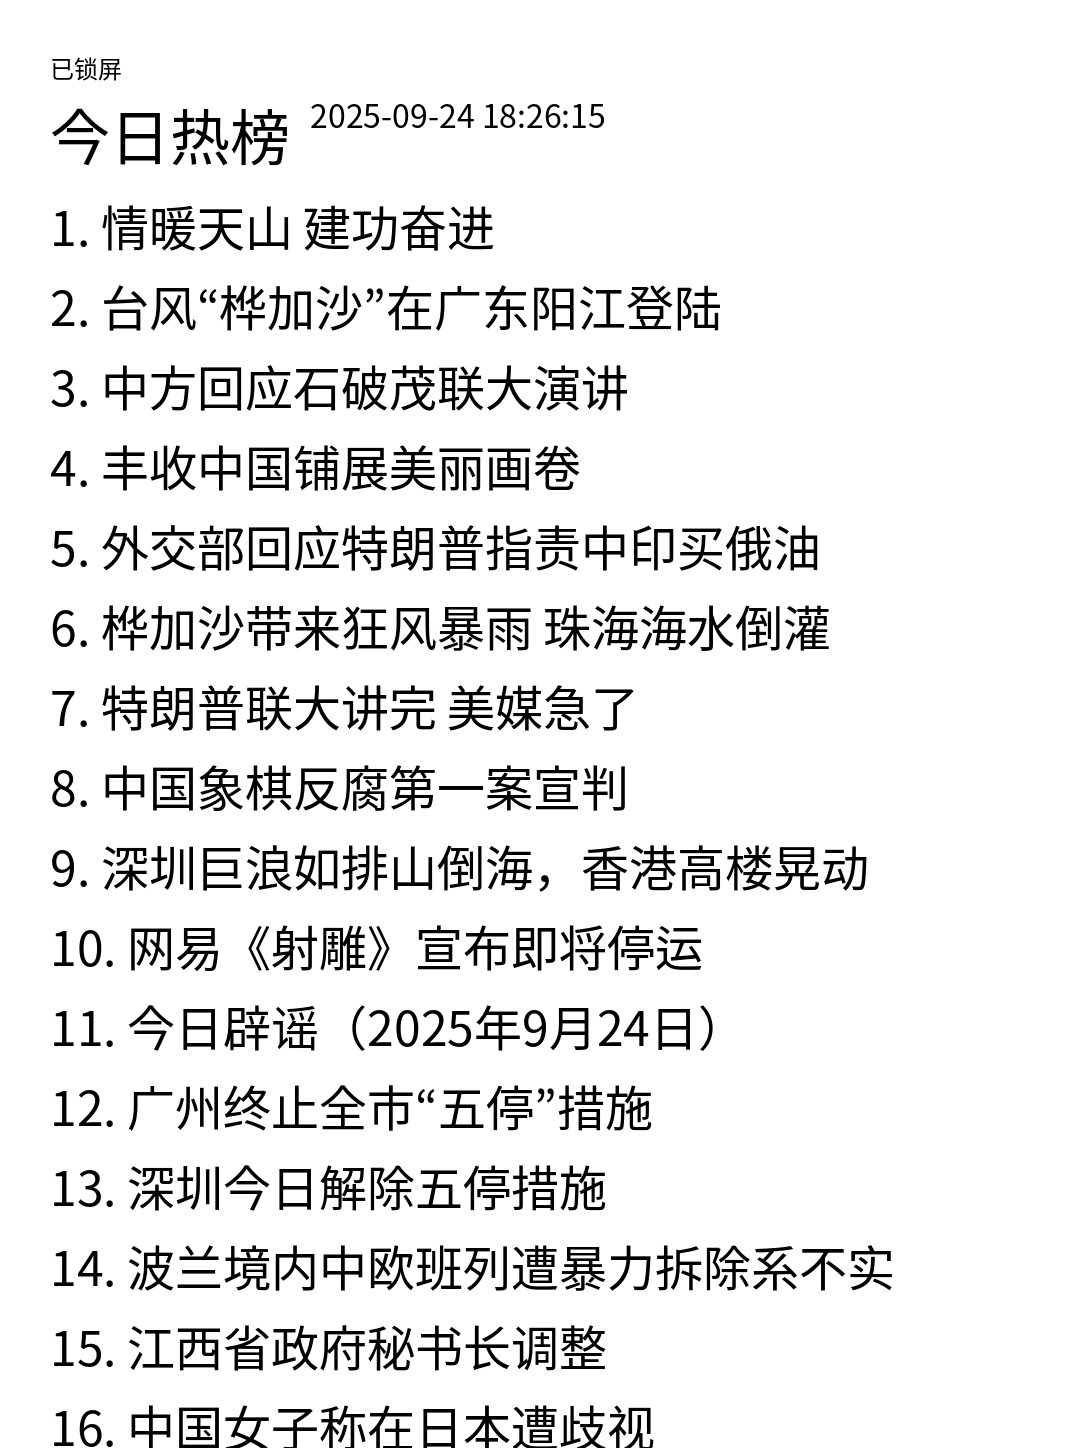 已锁屏
今日热榜 2025-09-24 18:26:15
1. 情暖天山 建功奋进
2. 台风“桦加沙”在广东阳江登陆
3. 中方回应石破茂联大演讲
4. 丰收中国铺展美丽画卷
5. 外交部回应特朗普指责中印买俄油
6. 桦加沙带来狂风暴雨 珠海海水倒灌
7. 特朗普联大讲完 美媒急了
8. 中国象棋反腐第一案宣判
9. 深圳巨浪如排山倒海，香港高楼晃动
10. 网易《射雕》宣布即将停运
11. 今日辟谣（2025年9月24日）
12. 广州终止全市“五停”措施
13. 深圳今日解除五停措施
14. 波兰境内中欧班列遭暴力拆除系不实
15. 江西省政府秘书长调整
16. 中国女子称在日本遭歧视